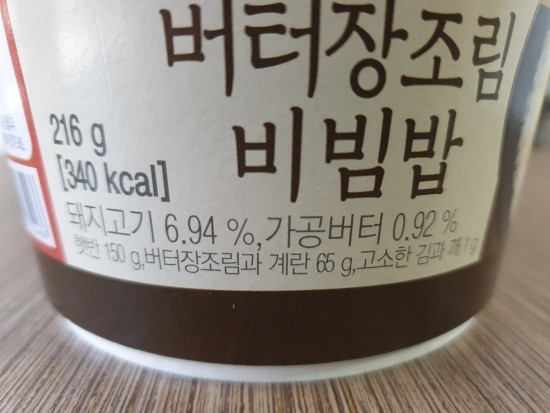 버터장조림
비빔밥
216 g
[340 kcal]
돼지고기 6.94 %, 가공버터 0.92 %
햇반 150 g, 버터장조림과 계란 65 g, 고소한 김과 깨 1 g